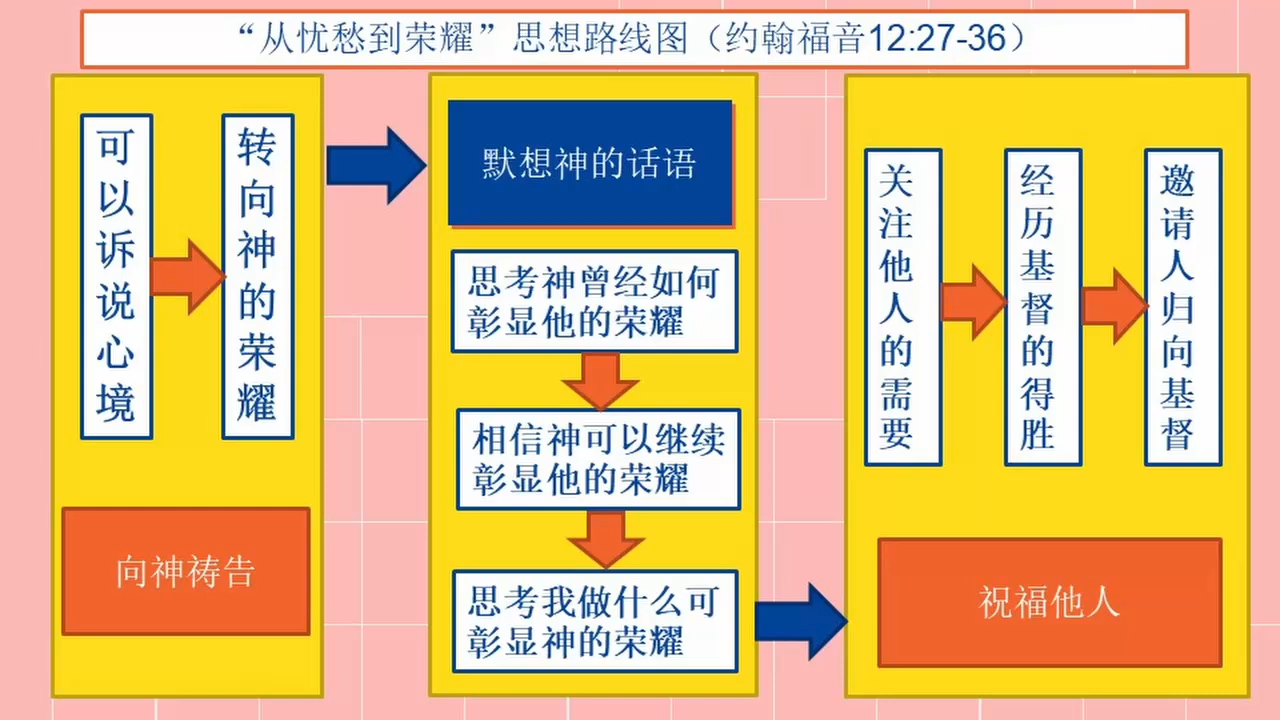 “从忧愁到荣耀”思想路线图（约翰福音12:27-36）
可以诉说心境
转向神的荣耀
向神祷告
默想神的话语
思考神曾经如何
彰显他的荣耀
相信神可以继续
彰显他的荣耀
思考我做什么可
彰显神的荣耀
关注他人的需要
经历基督的得胜
邀请人归向基督
祝福他人